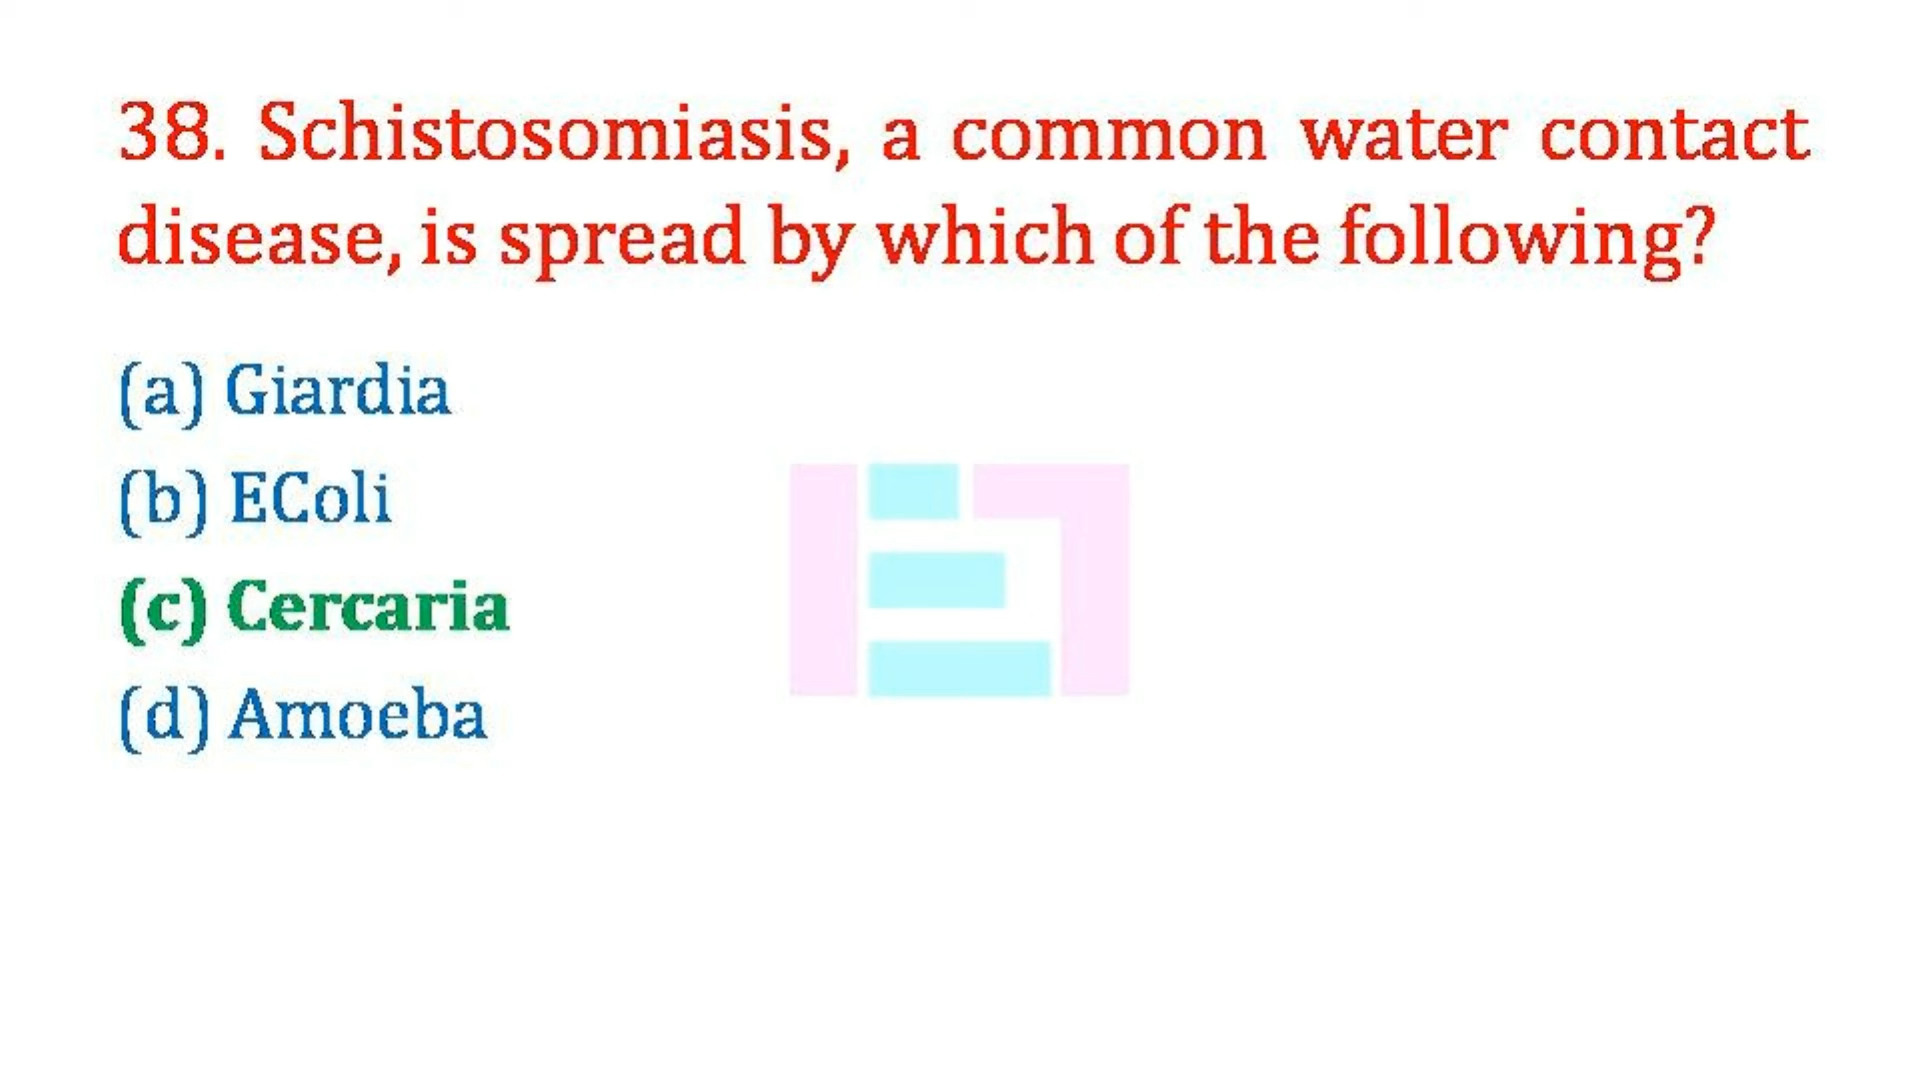 38. Schistosomiasis, a common water contact
disease, is spread by which of the following?
(a) Giardia
(b) EColi
(c) Cercaria
(d) Amoeba